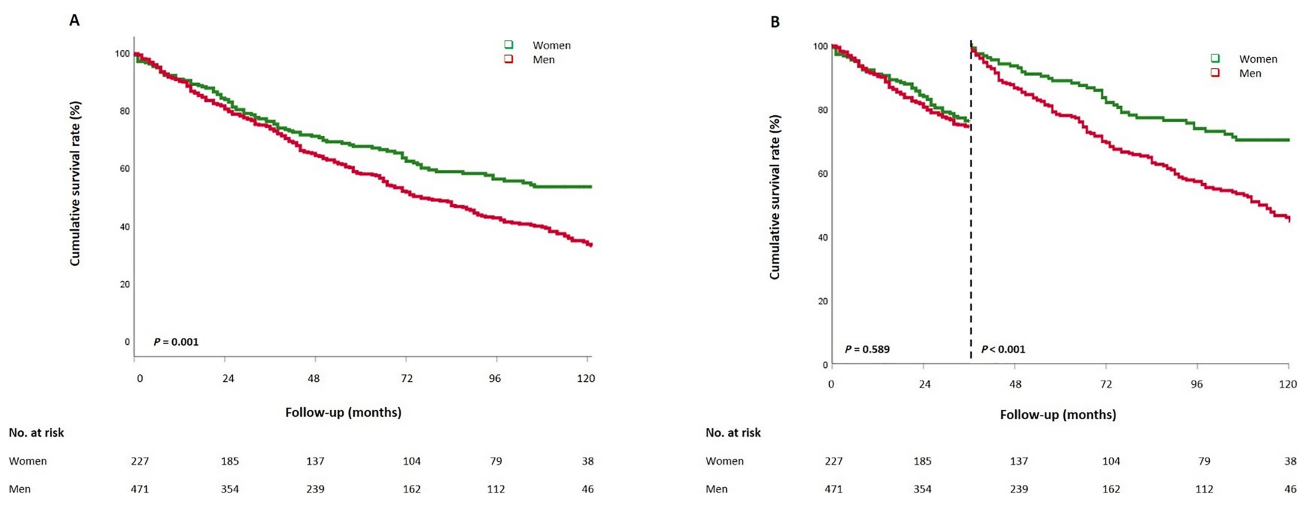 A
Cumulative survival rate (%)
100
80
60
40
20
0
Women
Men
P = 0.001
0 24 48 72 96 120
Follow-up (months)
No. at risk
Women 227 185 137 104 79 38
Men 471 354 239 162 112 46
B
Cumulative survival rate (%)
100
80
60
40
20
0
Women
Men
P = 0.589
P < 0.001
0 24 48 72 96 120
Follow-up (months)
No. at risk
Women 227 185 137 104 79 38
Men 471 354 239 162 112 46